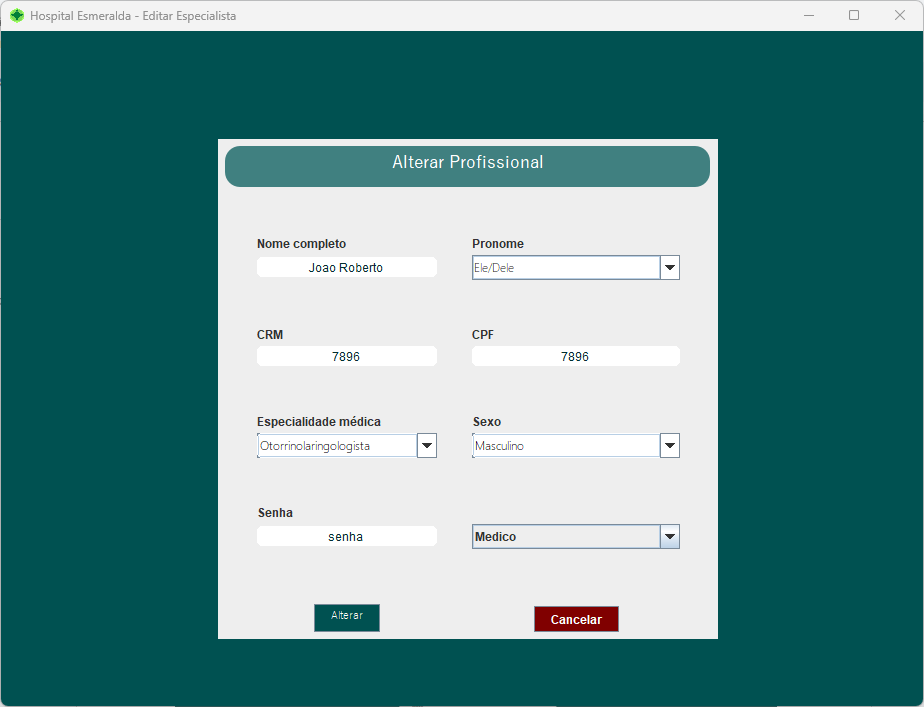 Hospital Esmeralda - Editar Especialista
Alterar Profissional
Nome completo
Pronome
Joao Roberto
Ele/Dele
CRM
CPF
7896
7896
Especialidade médica
Sexo
Otorrinolaringologista
Masculino
Senha
senha
Medico
Alterar
Cancelar